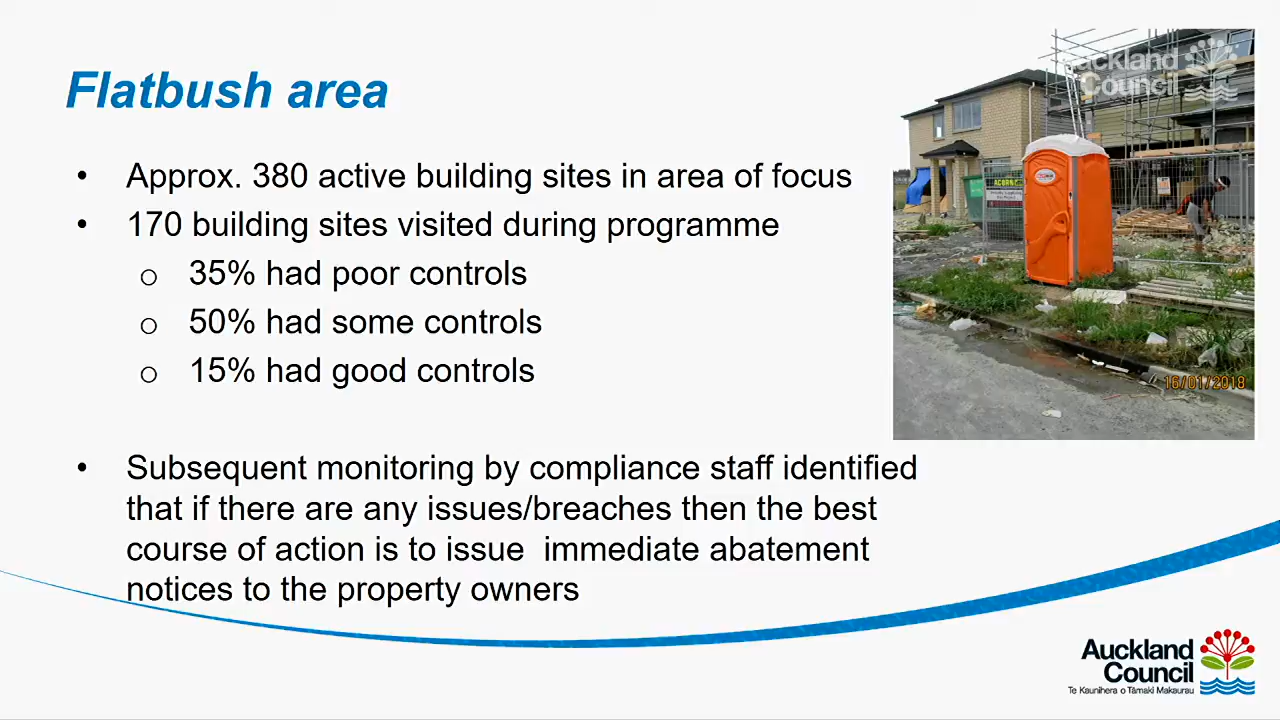 Flatbush area
• Approx. 380 active building sites in area of focus
• 170 building sites visited during programme
o 35% had poor controls
o 50% had some controls
o 15% had good controls
• Subsequent monitoring by compliance staff identified
that if there are any issues/breaches then the best
course of action is to issue  immediate abatement
notices to the property owners
Auckland
Council
ACORN
16/01/2018
Auckland
Council
Te Kaunihera o Tāmaki Makaurau